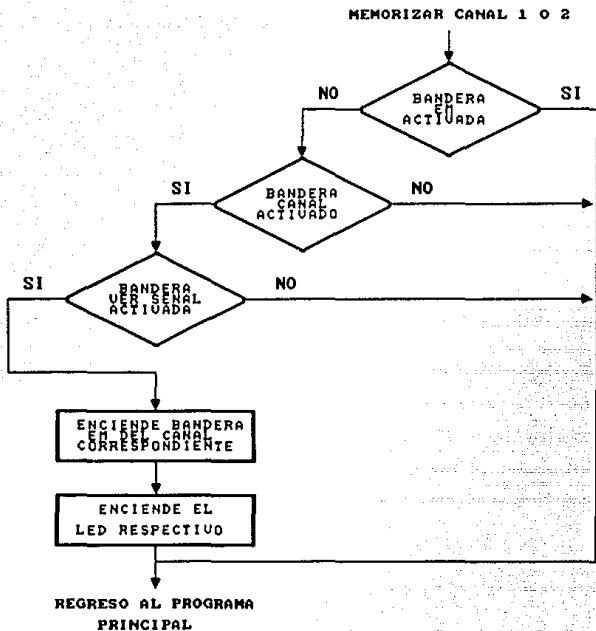 MEMORIZAR CANAL 1 O 2
NO
BANDERA
EM
ACTIVADA
SI
SI
BANDERA
CANAL
ACTIVADO
NO
SI
BANDERA
VER SENAL
ACTIVADA
NO
ENCIENDE BANDERA
EM DEL CANAL
CORRESPONDIENTE
ENCIENDE EL
LED RESPECTIVO
REGRESO AL PROGRAMA
PRINCIPAL